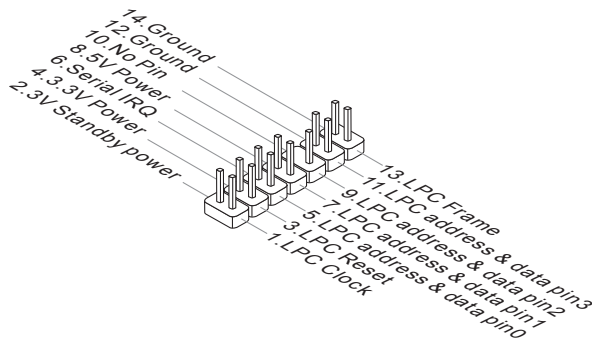 14.Ground
12.Ground
10.No Pin
8.5V Power
6.Serial IRQ
4.3.3V Power
2.3V Standby power
13.LPC Frame
11.LPC address & data pin3
9.LPC address & data pin2
7.LPC address & data pin1
5.LPC address & data pin0
3.LPC Reset
1.LPC Clock